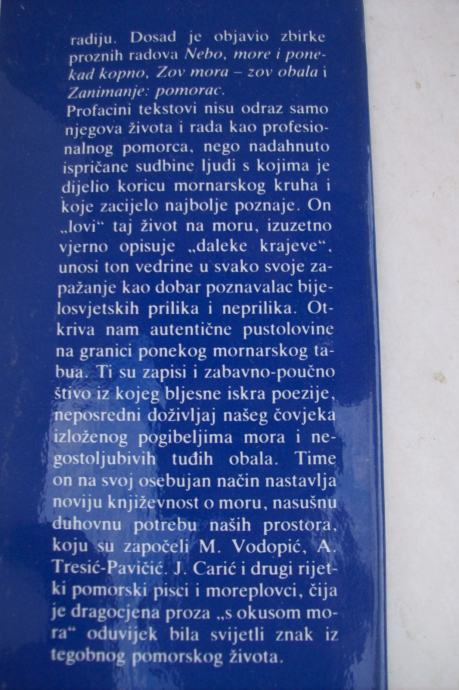 radiju. Dosad je objavio zbirke
proznih radova Nebo, more i pone-
kad kopno, Zov mora – zov obala i
Zanimanje: pomorac.
Profacini tekstovi nisu odraz samo
njegova života i rada kao profesio-
nalnog pomorca, nego nadahnuto
ispričane sudbine ljudi s kojima je
dijelio koricu mornarskog kruha i
koje zacijelo najbolje poznaje. On
„lovi“ taj život na moru, izuzetno
vjerno opisuje „daleke krajeve“,
unosi ton vedrine u svako svoje za-
pažanje kao dobar poznavalac bije-
losvjetskih prilika i neprilika. Ot-
kriva nam autentične pustolovine
na granici ponekog mornarskog ta-
bua. Ti su zapisi i zabavno-poučno
štivo iz kojeg bljesne iskra poezije,
neposredni doživljaj našeg čovjeka
izloženog pogibeljima mora i ne-
gostoljubivih tuđih obala. Time
on na svoj osebujan način nastavlja
noviju književnost o moru, nasušnu
duhovnu potrebu naših prostora,
koju su započeli M. Vodopić, A.
Tresić-Pavičić. J. Carić i drugi rijet-
ki pomorski pisci i moreplovci, čija
je dragocjena proza „s okusom mo-
ra“ oduvijek bila svijetli znak iz
tegobnog pomorskog života.